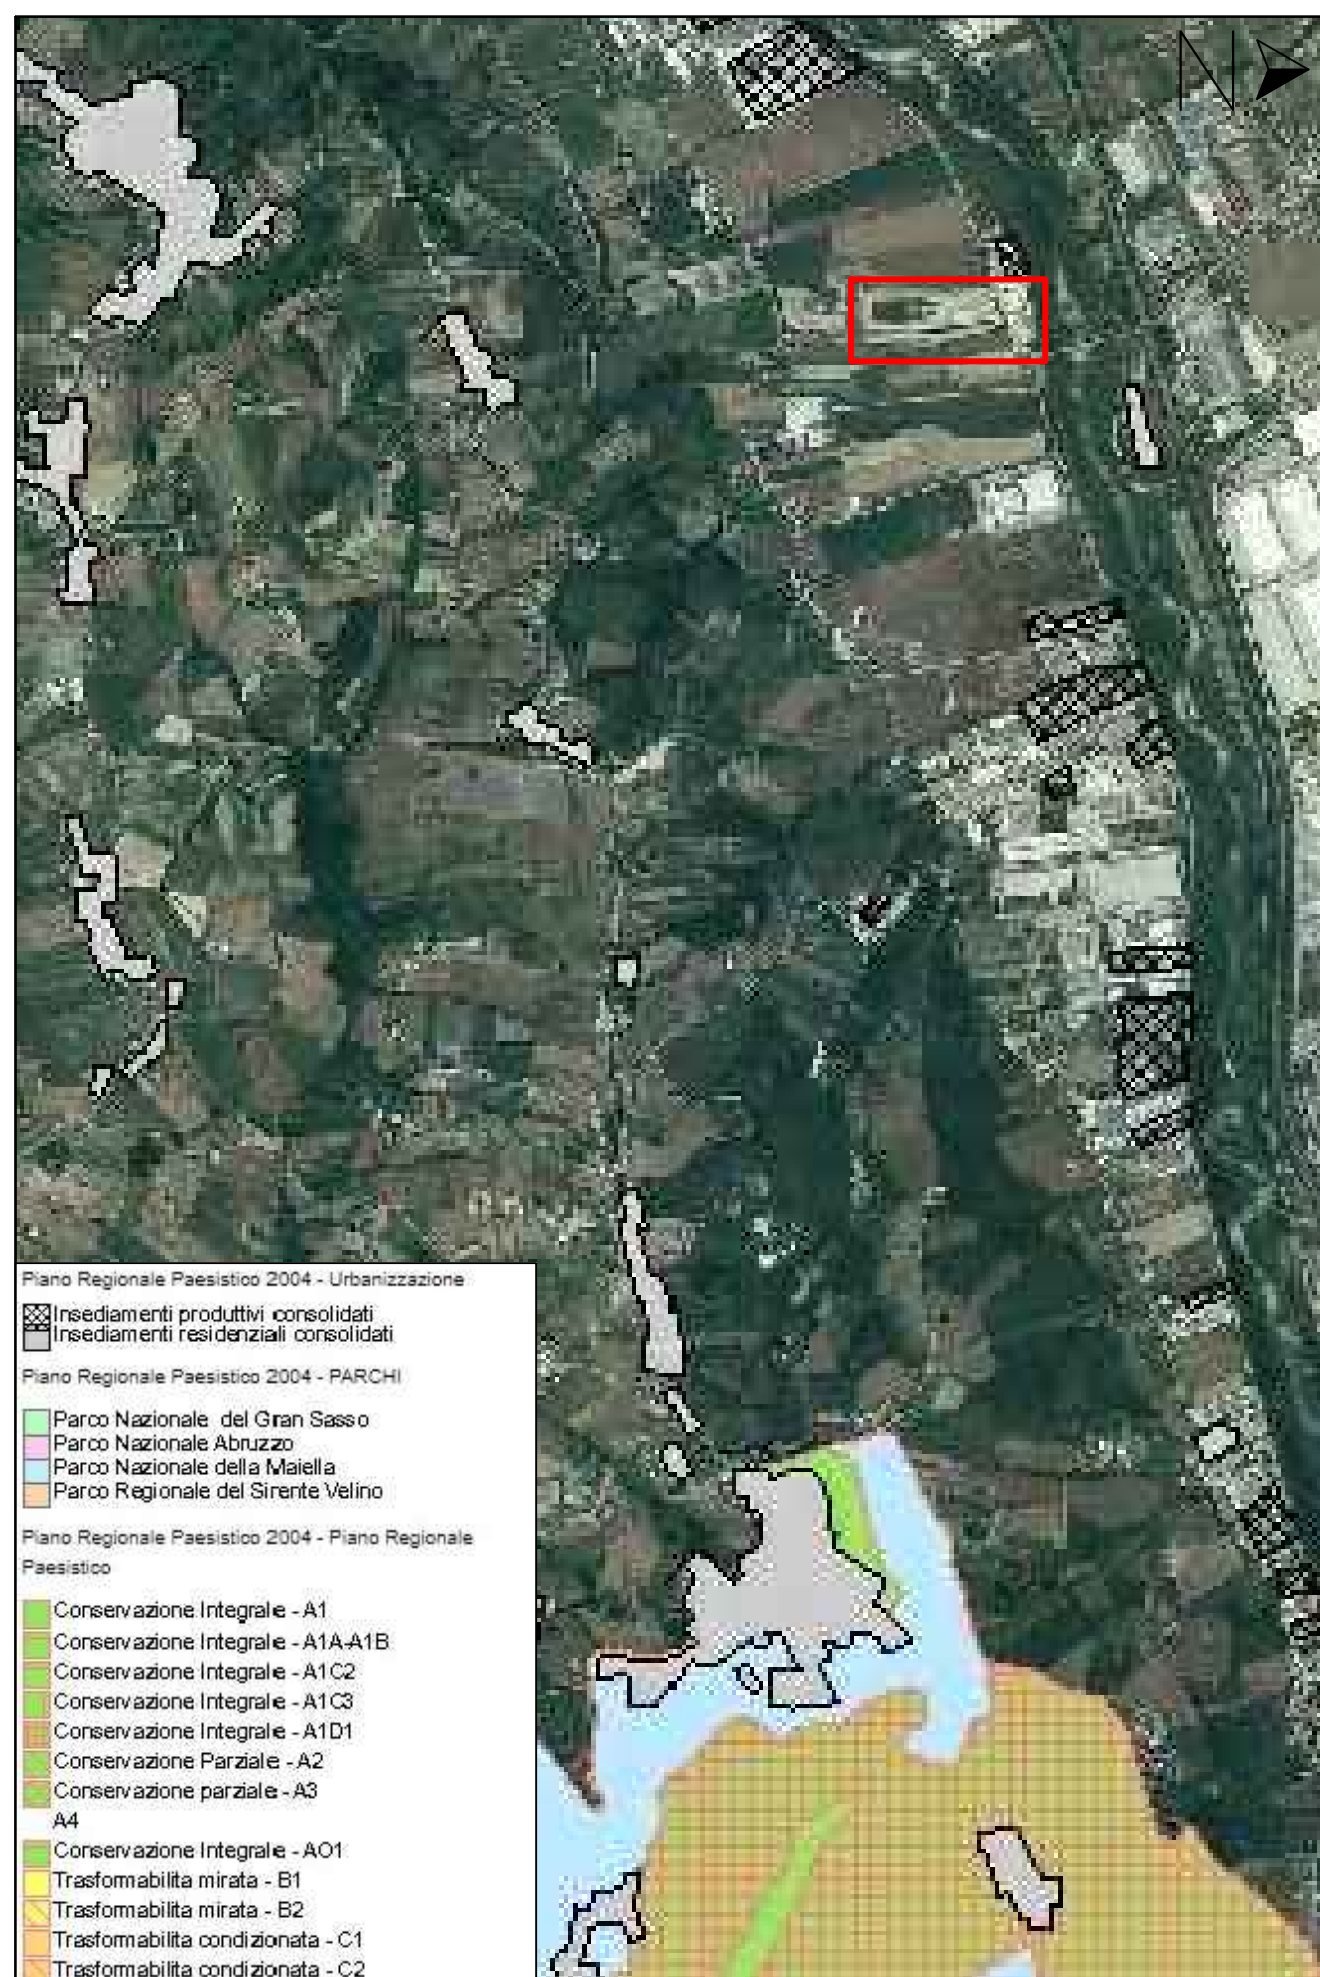 N
Piano Regionale Paesistico 2004 - Urbanizzazione
Insediamenti produttivi consolidati
Insediamenti residenziali consolidati
Piano Regionale Paesistico 2004 - PARCHI
Parco Nazionale del Gran Sasso
Parco Nazionale Abruzzo
Parco Nazionale della Maiella
Parco Regionale del Sirente Velino
Piano Regionale Paesistico 2004 - Piano Regionale
Paesistico
Conservazione Integrale - A1
Conservazione Integrale - A1A-A1B
Conservazione Integrale - A1C2
Conservazione Integrale - A1C3
Conservazione Integrale - A1D1
Conservazione Parziale - A2
Conservazione parziale - A3
A4
Conservazione Integrale - AO1
Trasformabilita mirata - B1
Trasformabilita mirata - B2
Trasformabilita condizionata - C1
Trasformabilita condizionata - C2